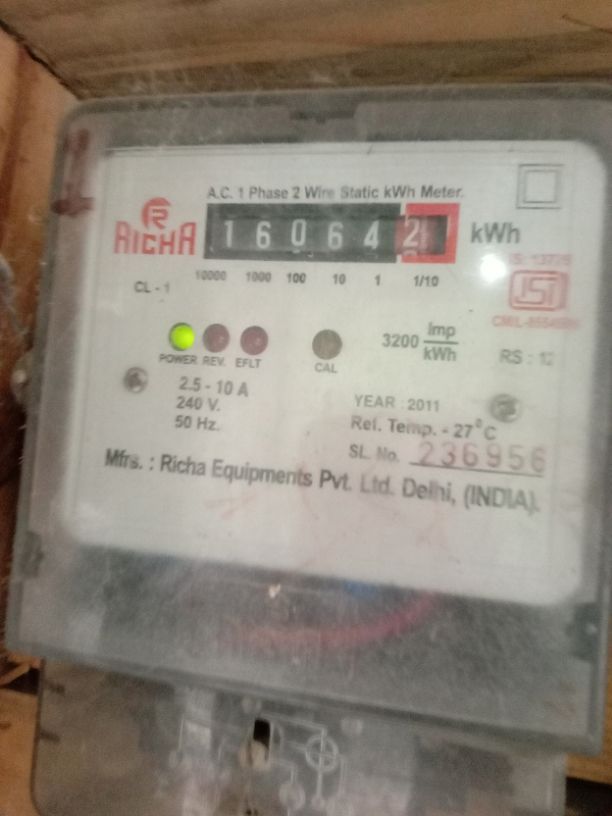 A.C. 1 Phase 2 Wire Static kWh Meter.
R
RICHA
160642 kWh
10000 1000 100 10 1 1/10
CL - 1
ISI
POWER REV. EFLT
CAL
3200 Imp/kWh
RS : 12
2.5 - 10 A
240 V.
50 Hz.
YEAR : 2011
Ref. Temp. - 27°C
SL. No. 236956
Mfrs. : Richa Equipments Pvt. Ltd. Delhi, (INDIA).